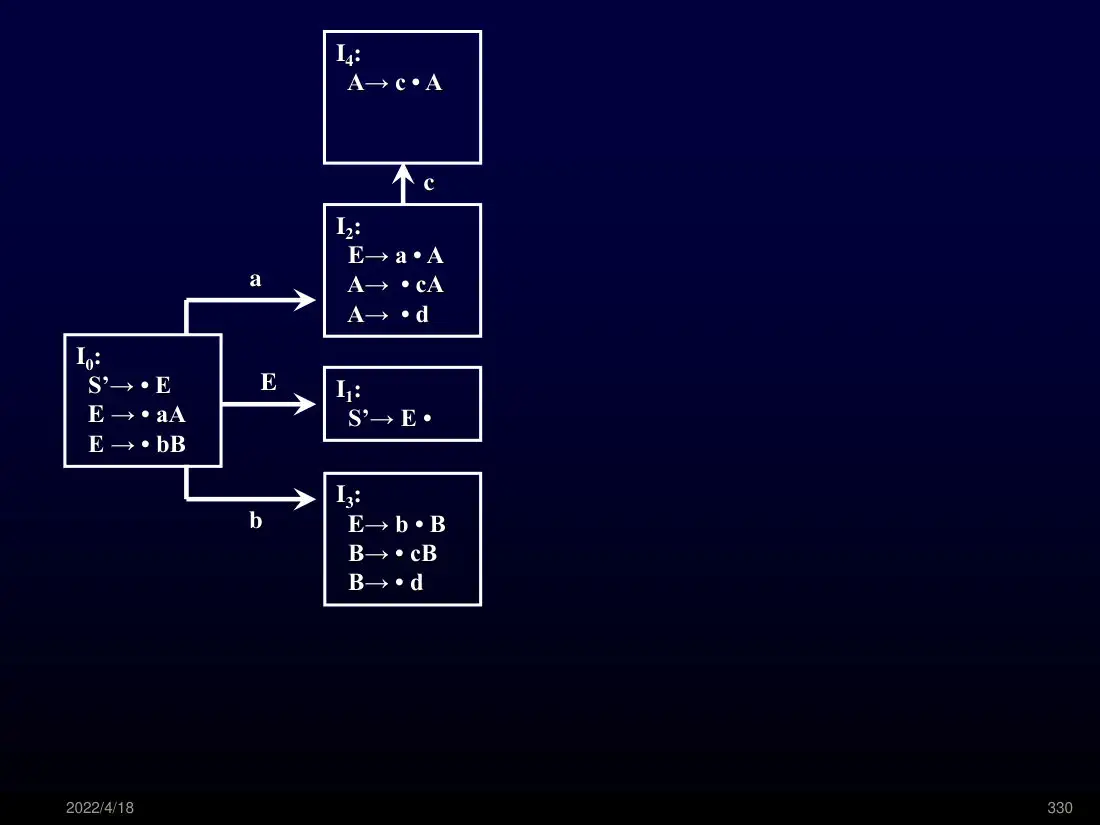 I₄:
A→ c • A
c
I₂:
E→ a • A
A→ • cA
A→ • d
a
I₀:
S’→ • E
E → • aA
E → • bB
E
I₁:
S’→ E •
I₃:
E→ b • B
B→ • cB
B→ • d
b
2022/4/18
330